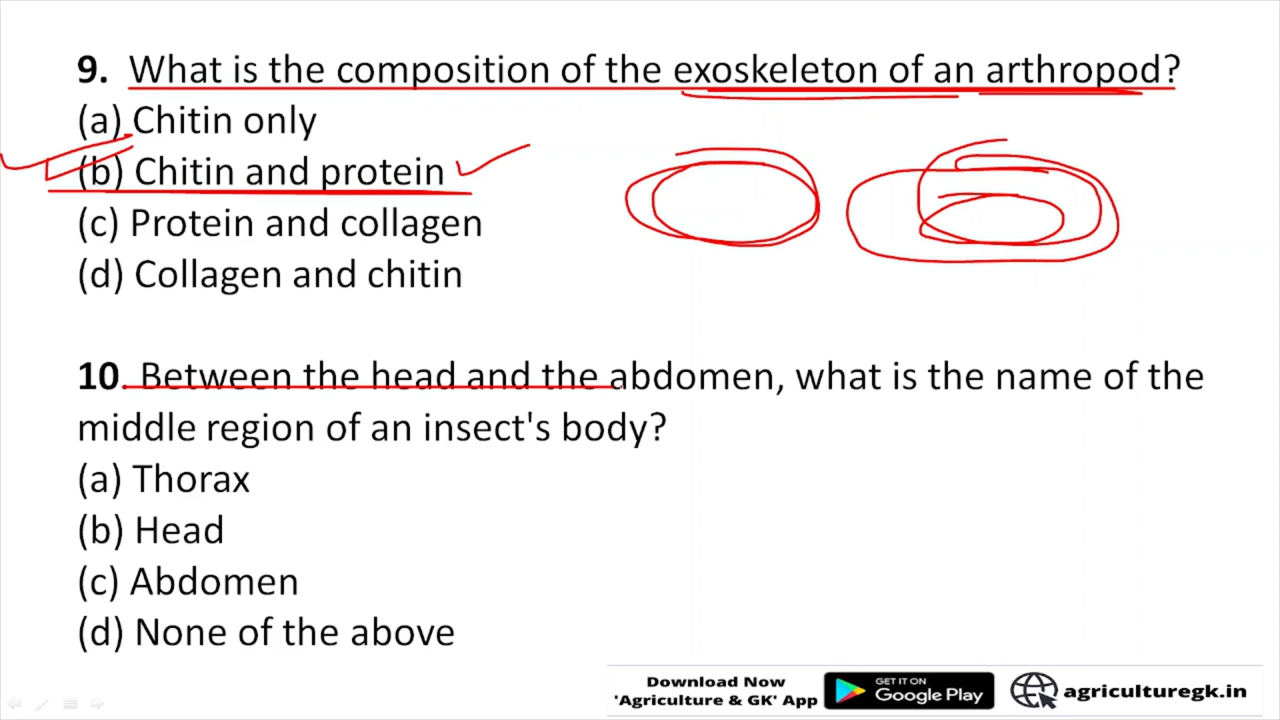 9. What is the composition of the exoskeleton of an arthropod?
(a) Chitin only
(b) Chitin and protein
(c) Protein and collagen
(d) Collagen and chitin
10. Between the head and the abdomen, what is the name of the
middle region of an insect's body?
(a) Thorax
(b) Head
(c) Abdomen
(d) None of the above
Download Now
'Agriculture & GK' App
GET IT ON
Google Play
agriculturegk.in